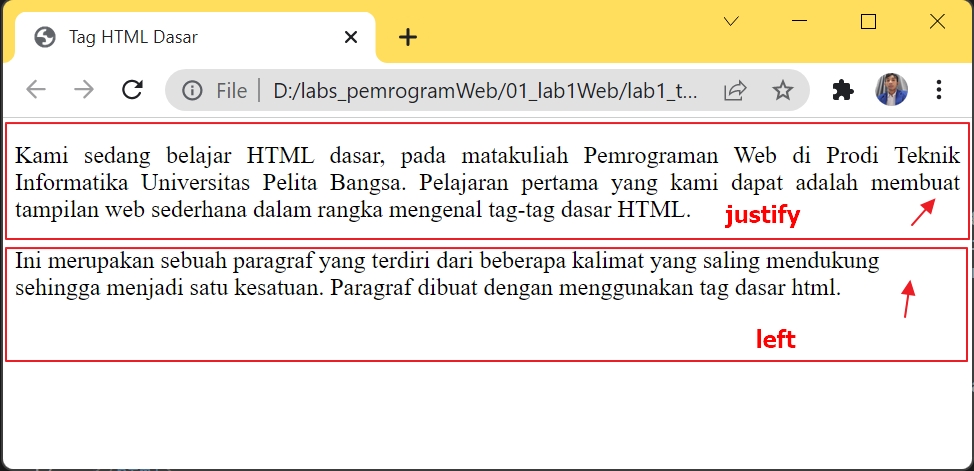 Tag HTML Dasar
File
D:/labs_pemrogramWeb/01_lab1Web/lab1_t...
Kami sedang belajar HTML dasar, pada matakuliah Pemrograman Web di Prodi Teknik
Informatika Universitas Pelita Bangsa. Pelajaran pertama yang kami dapat adalah membuat
tampilan web sederhana dalam rangka mengenal tag-tag dasar HTML.
justify
Ini merupakan sebuah paragraf yang terdiri dari beberapa kalimat yang saling mendukung
sehingga menjadi satu kesatuan. Paragraf dibuat dengan menggunakan tag dasar html.
left